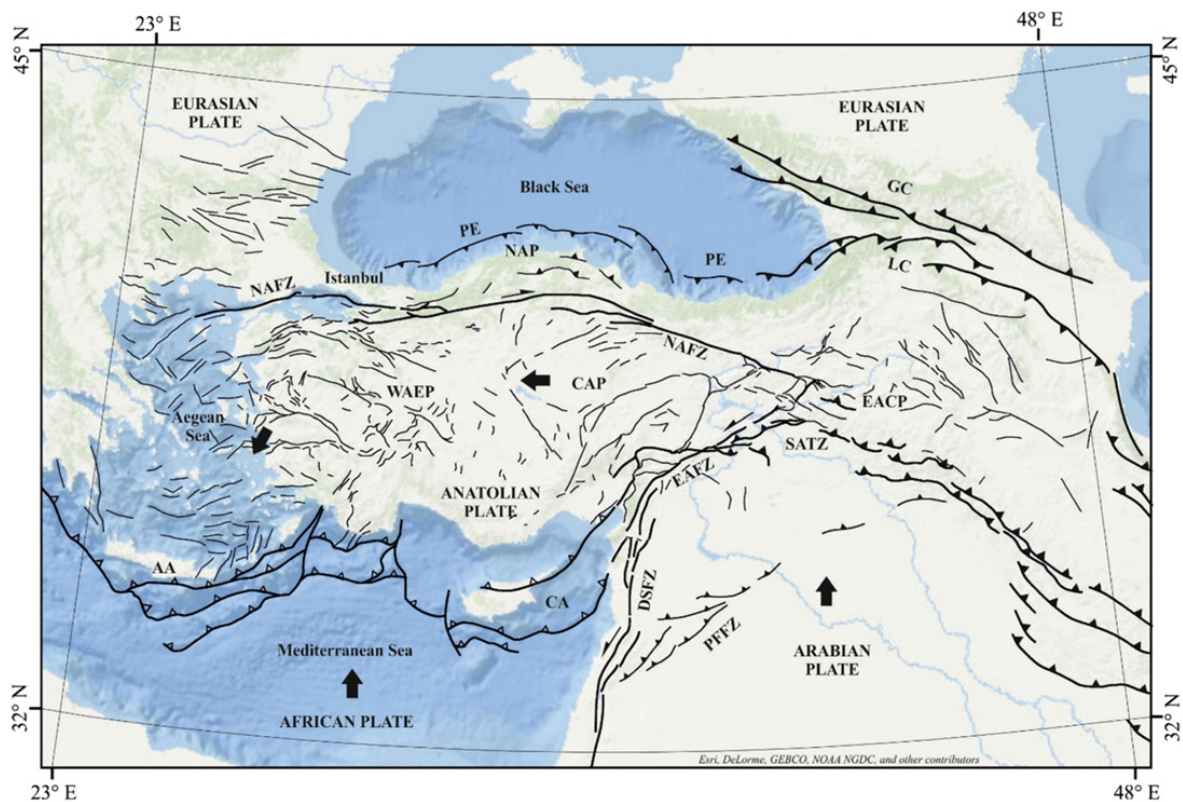 23° E
48° E
45° N
45° N
EURASIAN
PLATE
EURASIAN
PLATE
Black Sea
GC
PE
NAP
PE
LC
Istanbul
NAFZ
NAFZ
WAEP
CAP
EACP
Aegean
Sea
SATZ
EAFZ
ANATOLIAN
PLATE
AA
CA
DSFZ
PFFZ
Mediterranean Sea
ARABIAN
PLATE
AFRICAN PLATE
32° N
32° N
Esri, DeLorme, GEBCO, NOAA NGDC, and other contributors
23° E
48° E